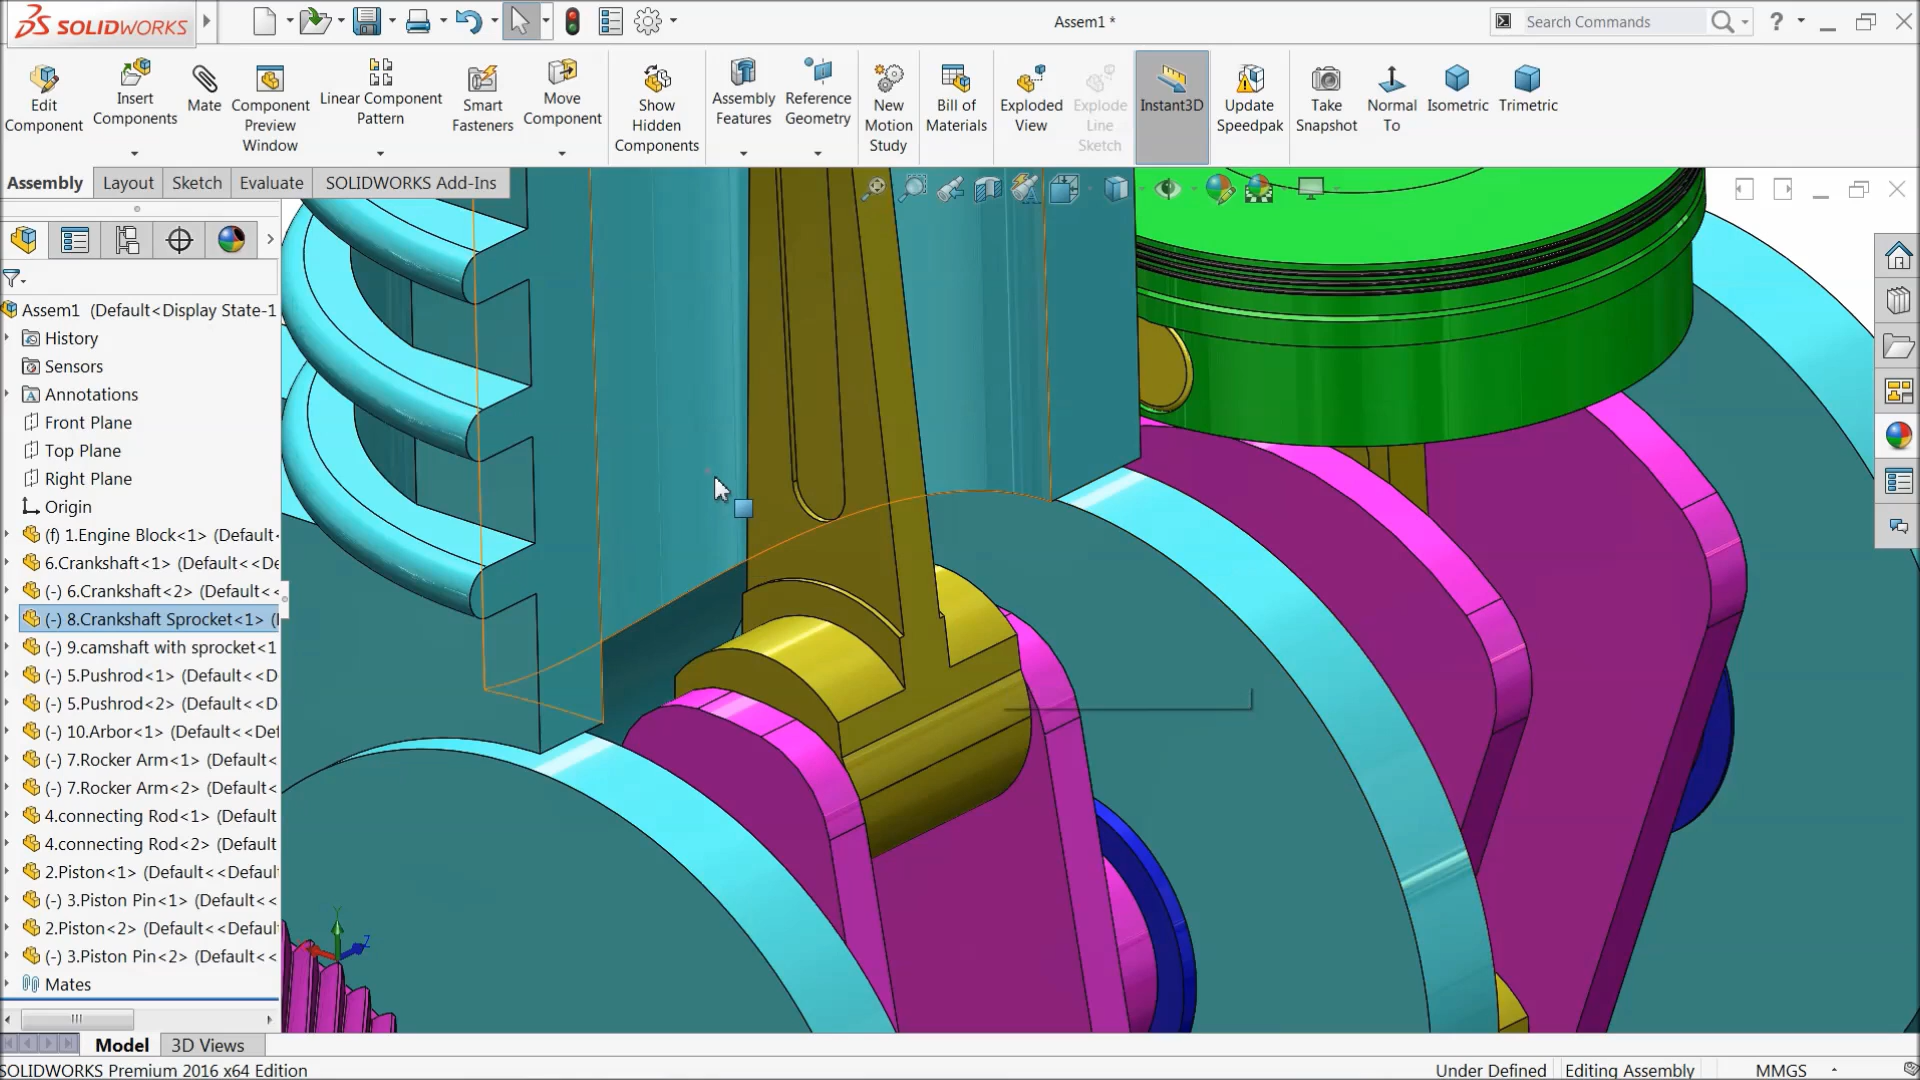 SOLIDWORKS
Assem1 *
Search Commands
Edit Component
Insert Components
Mate
Component Preview Window
Linear Component Pattern
Smart Fasteners
Move Component
Show Hidden Components
Assembly Features
Reference Geometry
New Motion Study
Bill of Materials
Exploded View
Explode Line Sketch
Instant3D
Update Speedpak
Take Snapshot
Normal To
Isometric
Trimetric
Assembly
Layout
Sketch
Evaluate
SOLIDWORKS Add-Ins
Assem1 (Default<Display State-1
History
Sensors
Annotations
Front Plane
Top Plane
Right Plane
Origin
(f) 1.Engine Block<1> (Default
6.Crankshaft<1> (Default<<De
(-) 6.Crankshaft<2> (Default<<
(-) 8.Crankshaft Sprocket<1> (
(-) 9.camshaft with sprocket<1
(-) 5.Pushrod<1> (Default<<D
(-) 5.Pushrod<2> (Default<<D
(-) 10.Arbor<1> (Default<<Def
(-) 7.Rocker Arm<1> (Default<
(-) 7.Rocker Arm<2> (Default<
4.connecting Rod<1> (Default
4.connecting Rod<2> (Default
2.Piston<1> (Default<<Defaul
(-) 3.Piston Pin<1> (Default<<
2.Piston<2> (Default<<Defaul
(-) 3.Piston Pin<2> (Default<<
Mates
Y
Z
Model
3D Views
SOLIDWORKS Premium 2016 x64 Edition
Under Defined
Editing Assembly
MMGS